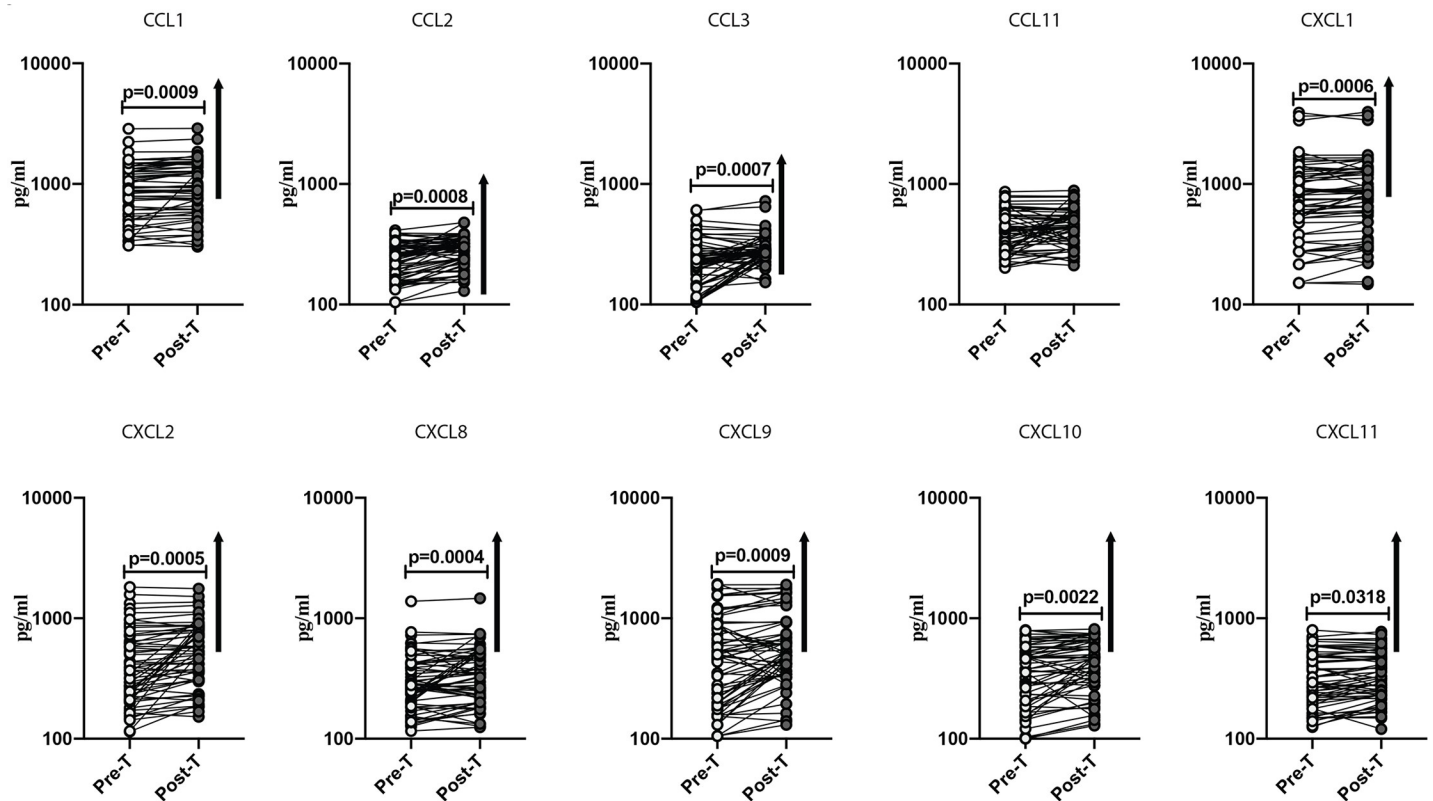 CCL1
CCL2
CCL3
CCL11
CXCL1
10000
1000
100
pg/ml
p=0.0009
Pre-T
Post-T
10000
1000
100
pg/ml
p=0.0008
Pre-T
Post-T
10000
1000
100
pg/ml
p=0.0007
Pre-T
Post-T
10000
1000
100
pg/ml
Pre-T
Post-T
10000
1000
100
pg/ml
p=0.0006
Pre-T
Post-T
CXCL2
CXCL8
CXCL9
CXCL10
CXCL11
10000
1000
100
pg/ml
p=0.0005
Pre-T
Post-T
10000
1000
100
pg/ml
p=0.0004
Pre-T
Post-T
10000
1000
100
pg/ml
p=0.0009
Pre-T
Post-T
10000
1000
100
pg/ml
p=0.0022
Pre-T
Post-T
10000
1000
100
pg/ml
p=0.0318
Pre-T
Post-T